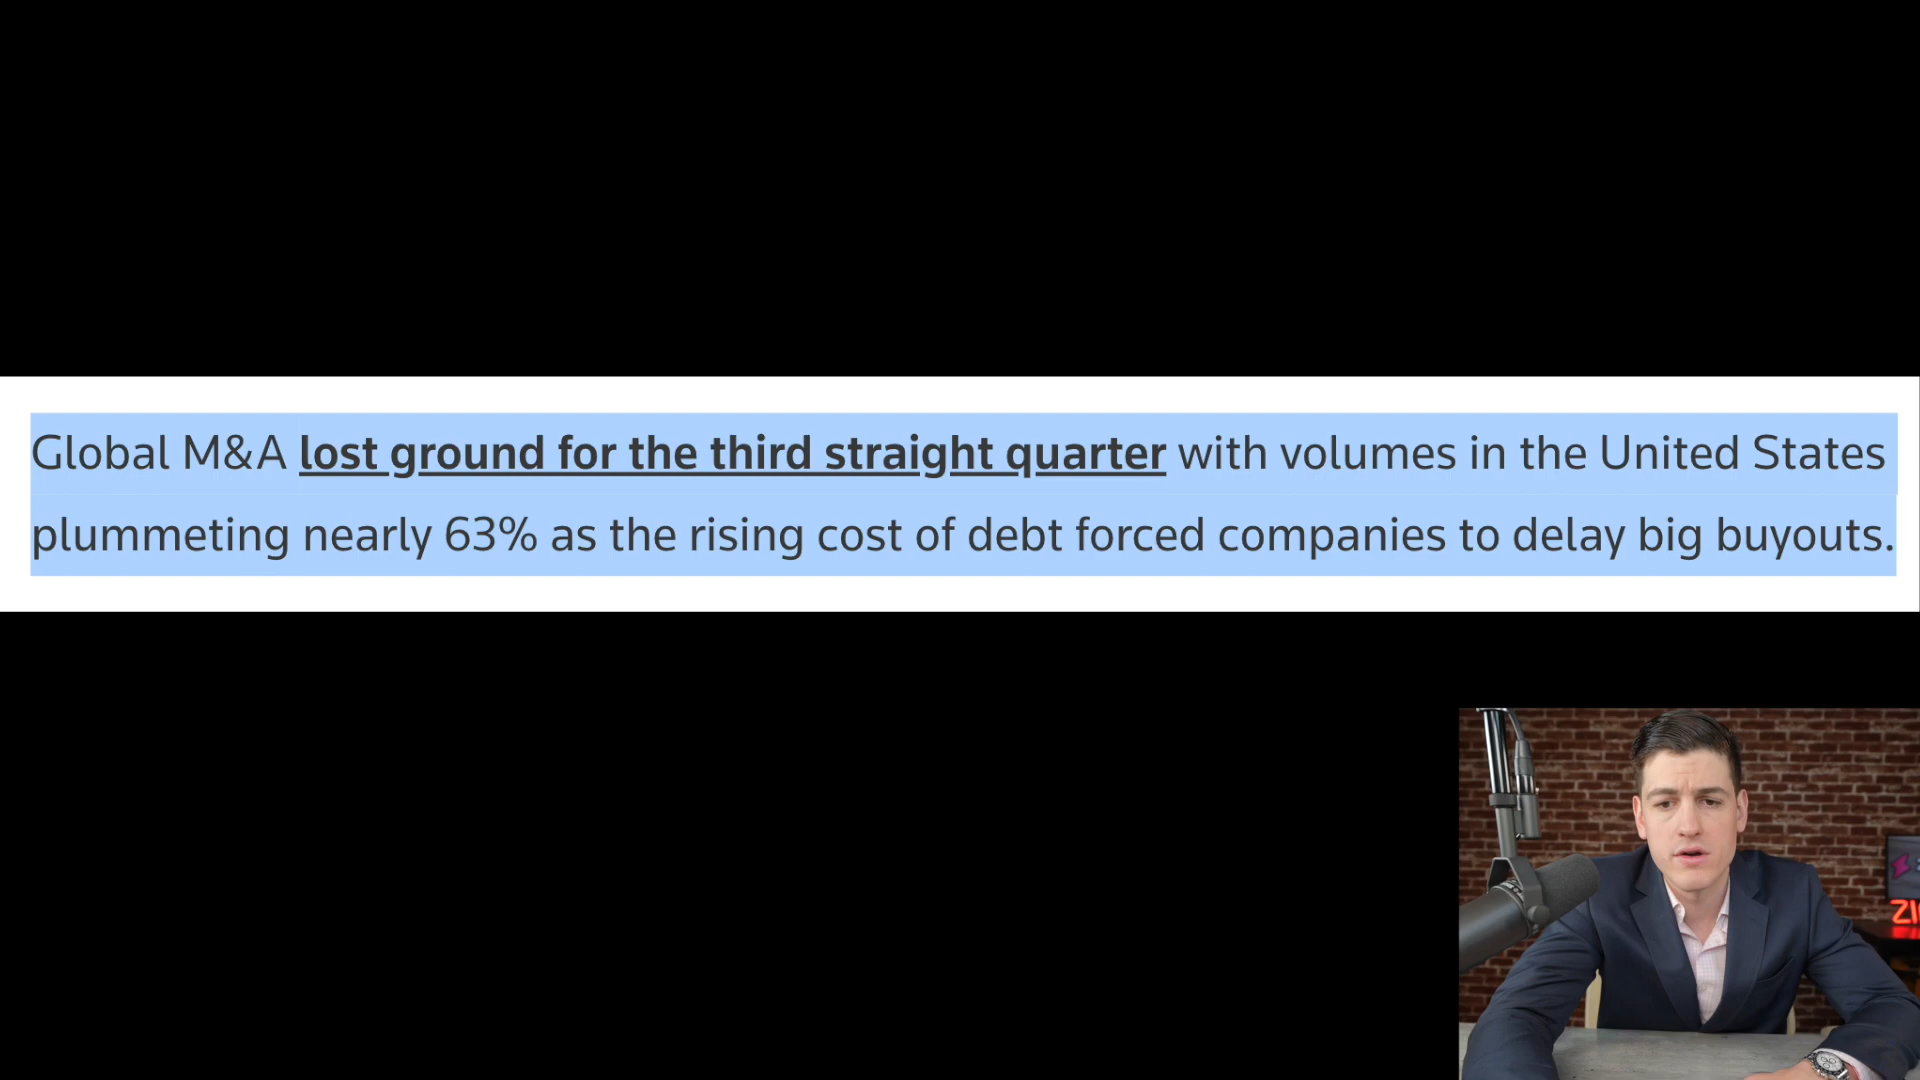 Global M&A lost ground for the third straight quarter with volumes in the United States
plummeting nearly 63% as the rising cost of debt forced companies to delay big buyouts.